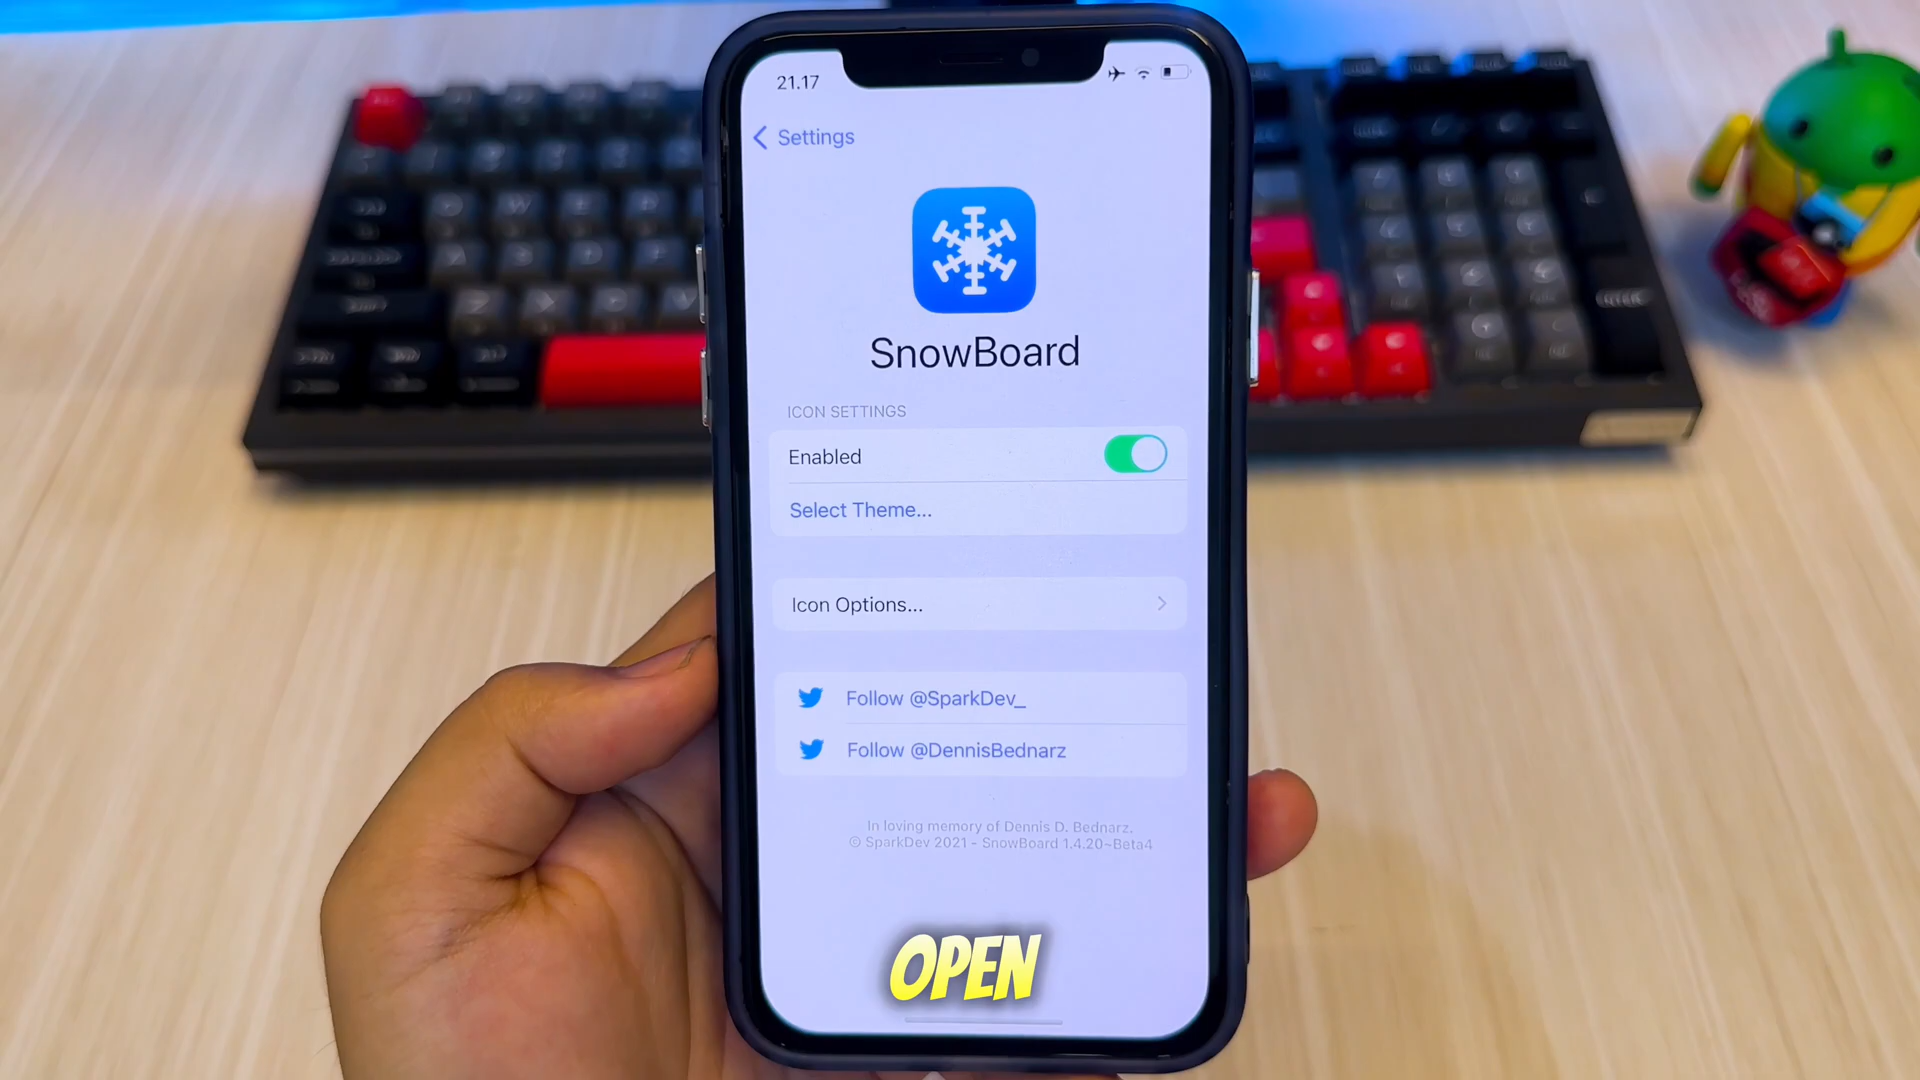 21.17
Settings
SnowBoard
ICON SETTINGS
Enabled
Select Theme...
Icon Options...
Follow @SparkDev_
Follow @DennisBednarz
In loving memory of Dennis D. Bednarz.
© SparkDev 2021 - SnowBoard 1.4.20~Beta4
OPEN